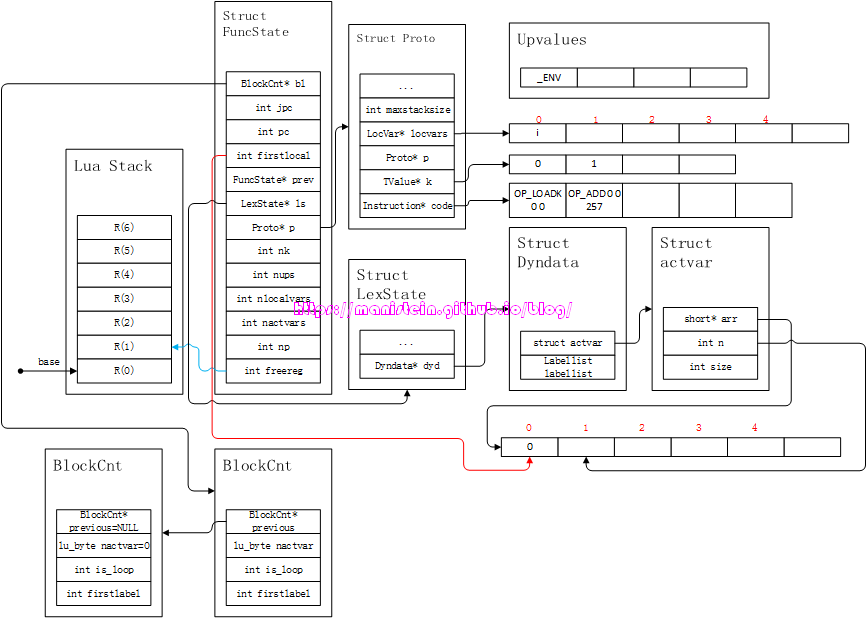 Struct
FuncState
BlockCnt* bl
int jpc
int pc
int firstlocal
FuncState* prev
LexState* ls
Proto* p
int nk
int nups
int nlocalvars
int nactvars
int np
int freereg
Struct Proto
...
int maxstacksize
LocVar* locvars
Proto* p
TValue* k
Instruction* code
Upvalues
_ENV
0 1 2 3 4
i
0 1
OP_LOADK
0 0
OP_ADD 0 0
257
Lua Stack
R(6)
R(5)
R(4)
R(3)
R(2)
R(1)
R(0)
base
Struct
LexState
...
Dyndata* dyd
Struct
Dyndata
struct actvar
Labellist
labellist
Struct
actvar
short* arr
int n
int size
https://manistein.github.io/blog/
0 1 2 3 4
0
BlockCnt
BlockCnt*
previous=NULL
lu_byte nactvar=0
int is_loop
int firstlabel
BlockCnt
BlockCnt*
previous
lu_byte nactvar
int is_loop
int firstlabel